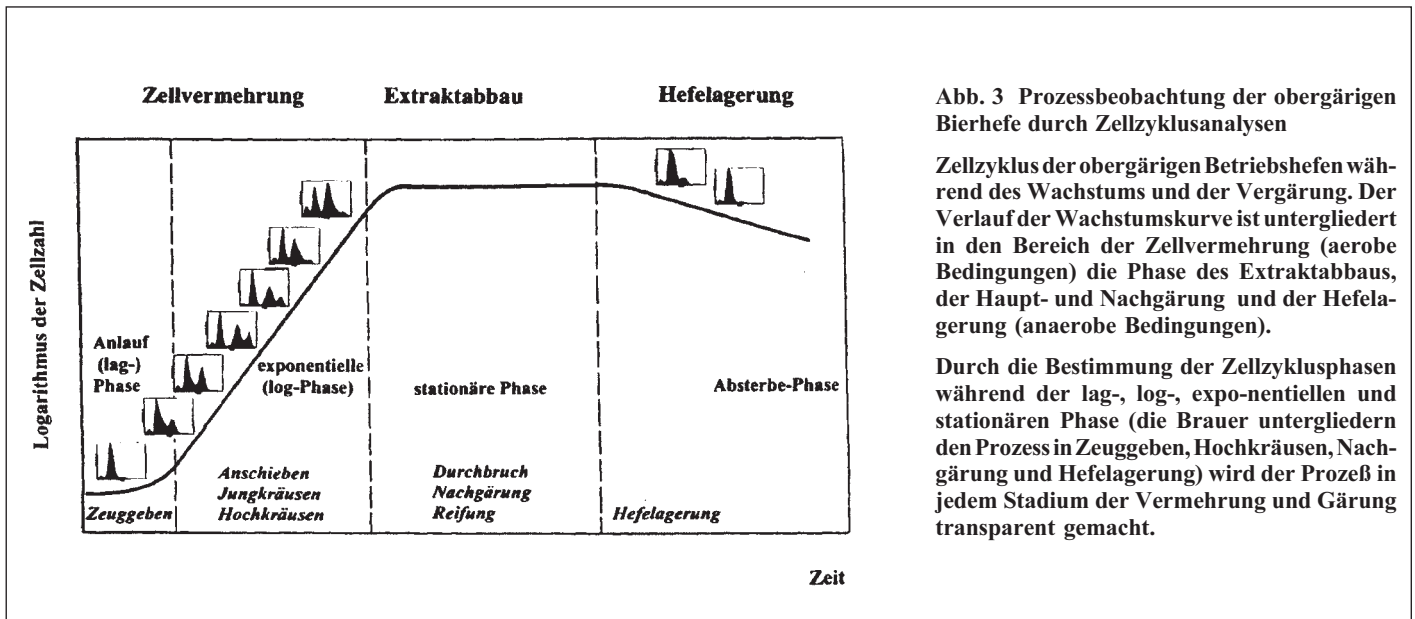 Zellvermehrung Extraktabbau Hefelagerung
Logarithmus der Zellzahl
Anlauf
(lag-)
Phase
exponentielle
(log-Phase)
stationäre Phase
Absterbe-Phase
Zeuggeben
Anschieben
Jungkräusen
Hochkräusen
Durchbruch
Nachgärung
Reifung
Hefelagerung
Zeit
Abb. 3 Prozessbeobachtung der obergärigen
Bierhefe durch Zellzyklusanalysen
Zellzyklus der obergärigen Betriebshefen wäh-
rend des Wachstums und der Vergärung. Der
Verlauf der Wachstumskurve ist untergliedert
in den Bereich der Zellvermehrung (aerobe
Bedingungen) die Phase des Extraktabbaus,
der Haupt- und Nachgärung und der Hefela-
gerung (anaerobe Bedingungen).
Durch die Bestimmung der Zellzyklusphasen
während der lag-, log-, expo-nentiellen und
stationären Phase (die Brauer untergliedern
den Prozess in Zeuggeben, Hochkräusen, Nach-
gärung und Hefelagerung) wird der Prozeß in
jedem Stadium der Vermehrung und Gärung
transparent gemacht.